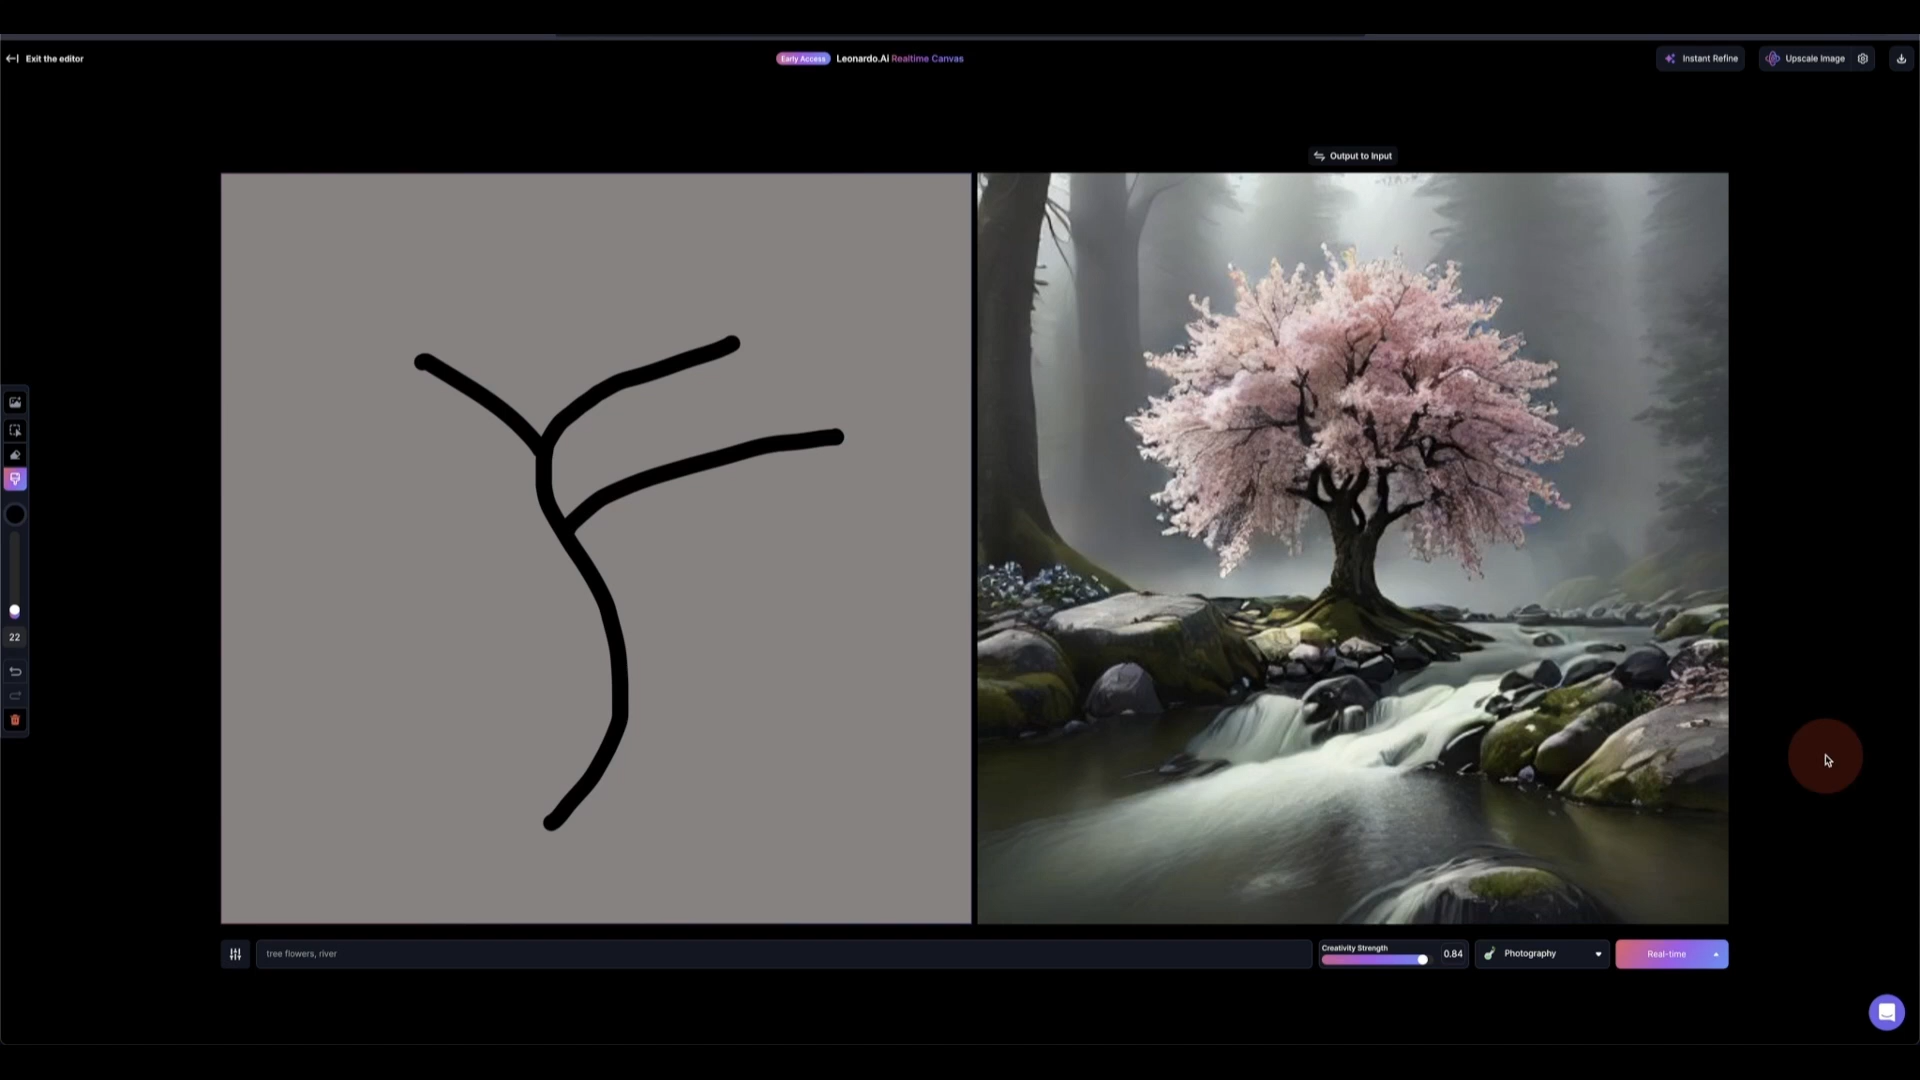 Exit the editor
Early Access Leonardo.Ai Realtime Canvas
Instant Refine
Upscale Image
Output to Input
22
tree flowers, river
Creativity Strength
0.84
Photography
Real-time